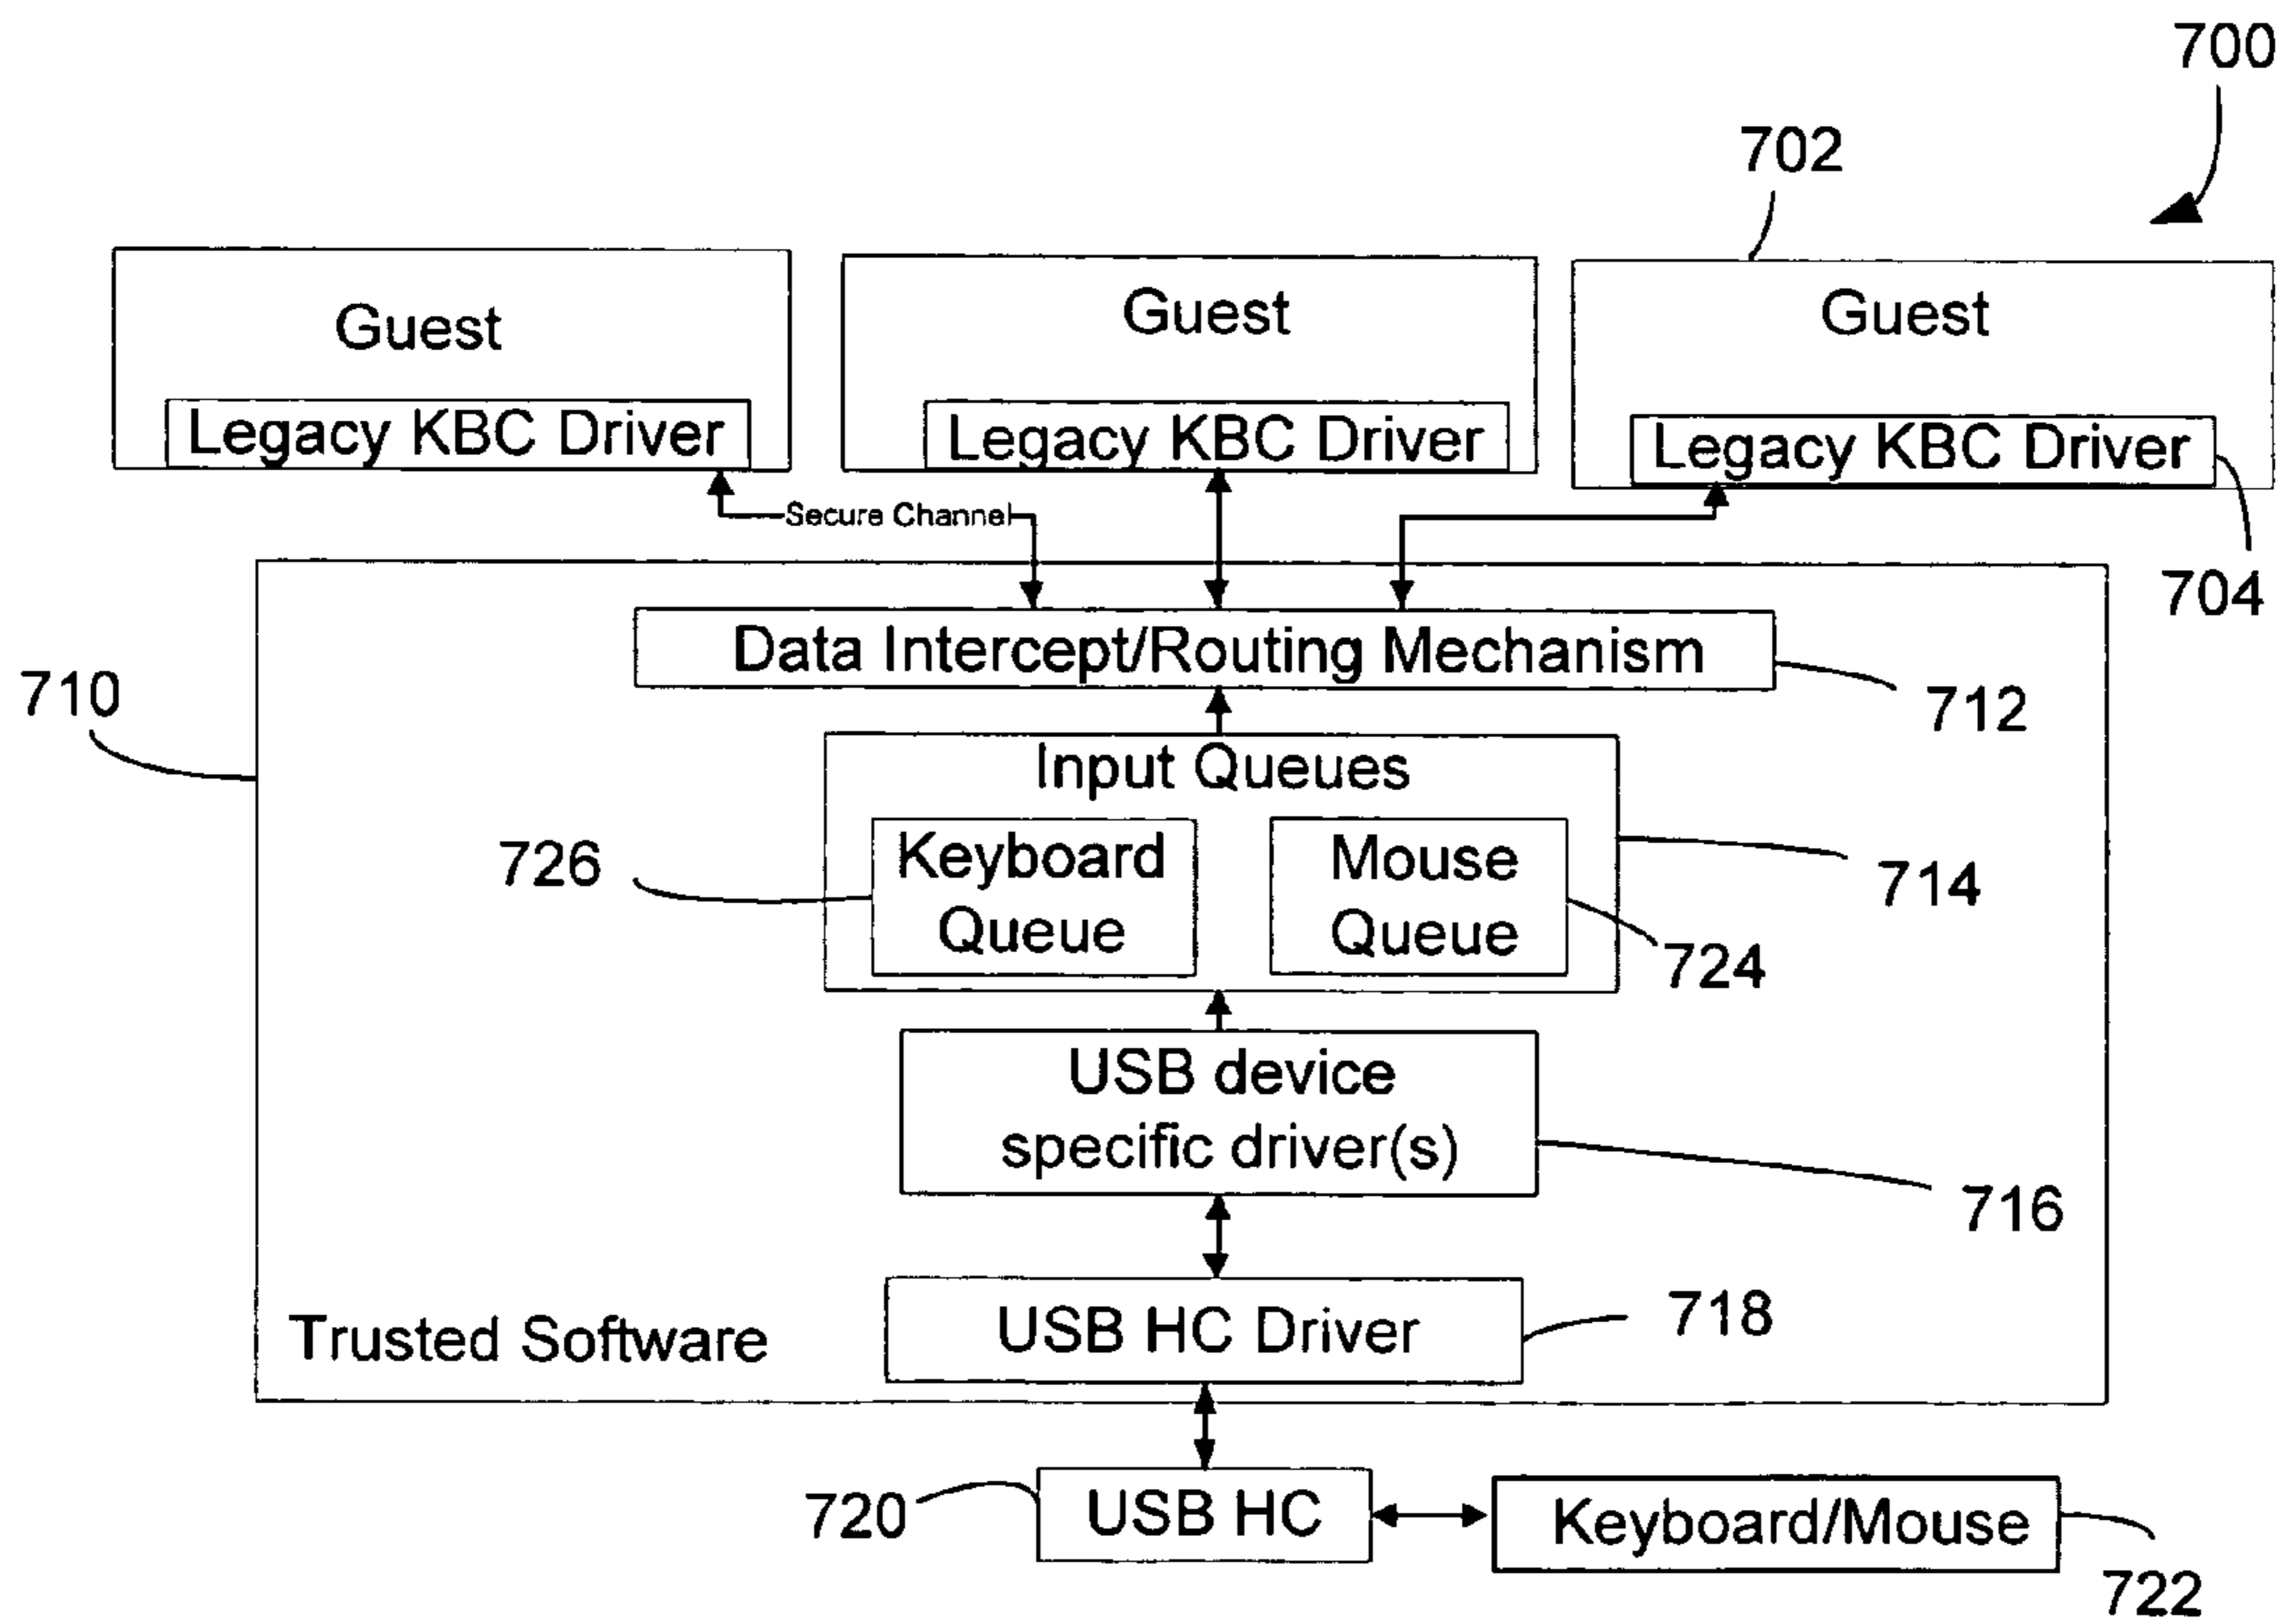 700
702
Guest
Guest
Guest
Legacy KBC Driver
Legacy KBC Driver
Legacy KBC Driver
Secure Channel
704
Data Intercept/Routing Mechanism
710
712
Input Queues
726
Keyboard
Queue
Mouse
Queue
714
724
USB device
specific driver(s)
716
USB HC Driver
718
Trusted Software
720
USB HC
Keyboard/Mouse
722